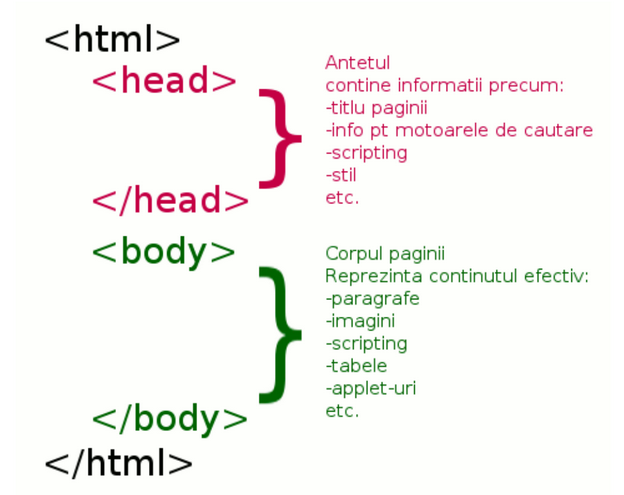 <html>
<head>
Antetul
contine informatii precum:
-titlu paginii
-info pt motoarele de cautare
-scripting
-stil
etc.
</head>
<body>
Corpul paginii
Reprezinta continutul efectiv:
-paragrafe
-imagini
-scripting
-tabele
-applet-uri
etc.
</body>
</html>